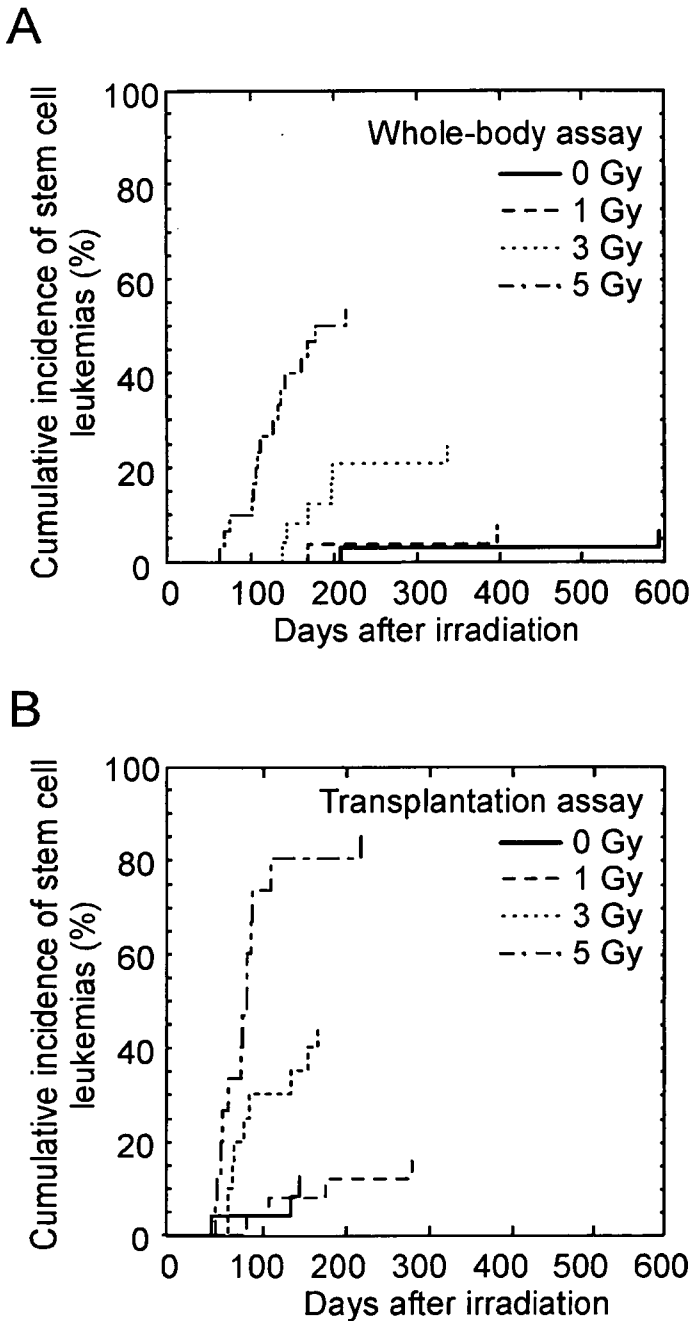 A
Cumulative incidence of stem cell
leukemias (%)
100
80
60
40
20
0
Whole-body assay
0 Gy
1 Gy
3 Gy
5 Gy
0 100 200 300 400 500 600
Days after irradiation
B
Cumulative incidence of stem cell
leukemias (%)
100
80
60
40
20
0
Transplantation assay
0 Gy
1 Gy
3 Gy
5 Gy
0 100 200 300 400 500 600
Days after irradiation